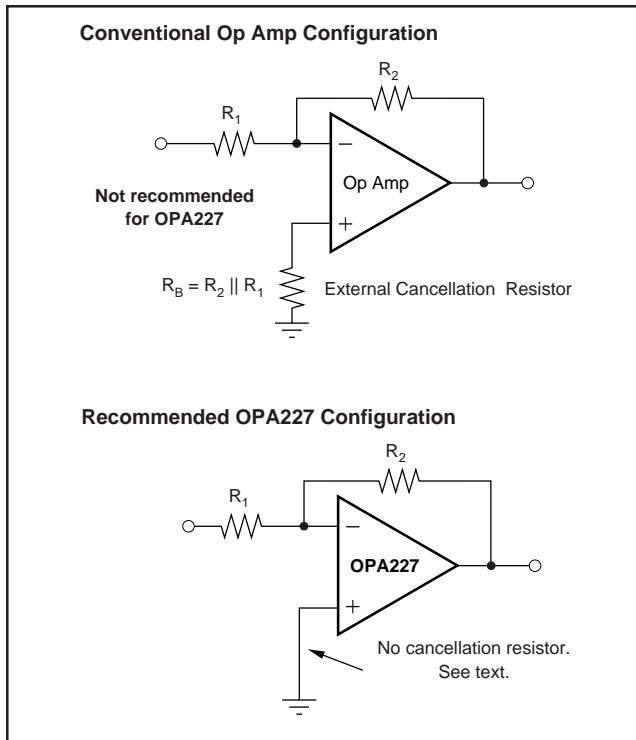 Conventional Op Amp Configuration
R2
R1
−
Op Amp
Not recommended
for OPA227
+
RB = R2 || R1
External Cancellation Resistor
Recommended OPA227 Configuration
R2
R1
−
OPA227
+
No cancellation resistor.
See text.